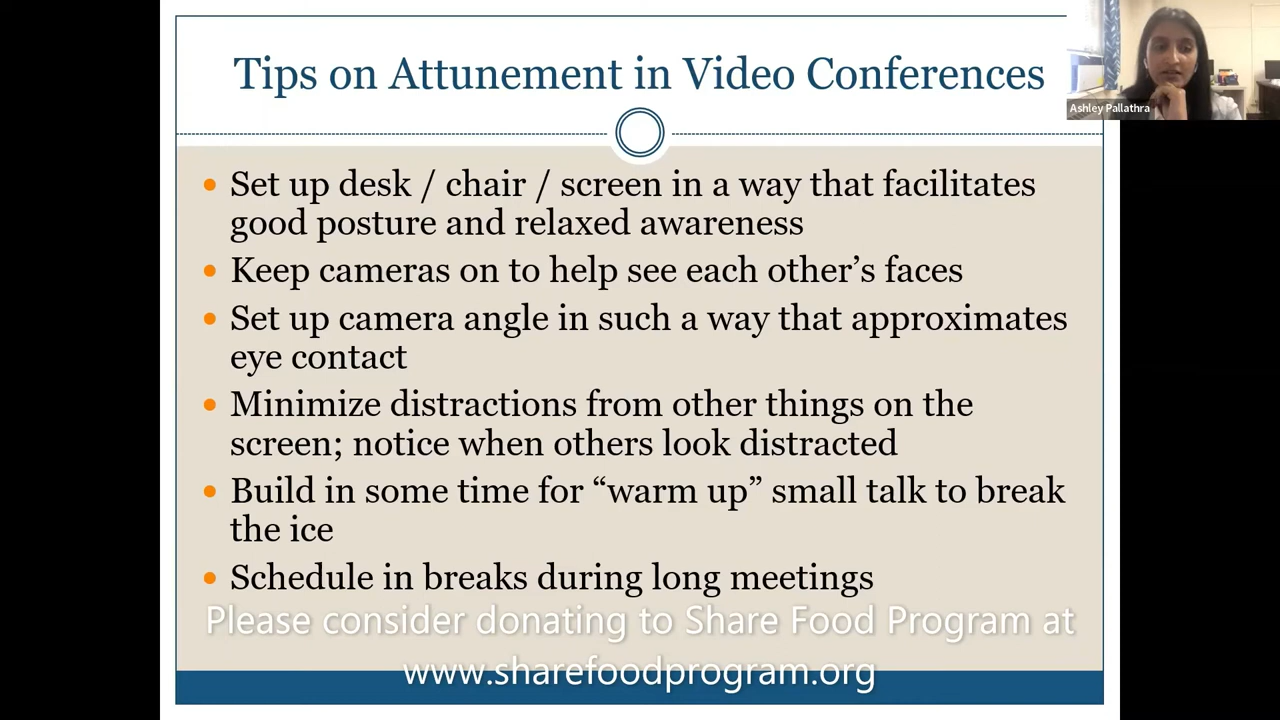 Tips on Attunement in Video Conferences
Ashley Pallathra
• Set up desk / chair / screen in a way that facilitates
good posture and relaxed awareness
• Keep cameras on to help see each other’s faces
• Set up camera angle in such a way that approximates
eye contact
• Minimize distractions from other things on the
screen; notice when others look distracted
• Build in some time for “warm up” small talk to break
the ice
• Schedule in breaks during long meetings
Please consider donating to Share Food Program at
www.sharefoodprogram.org